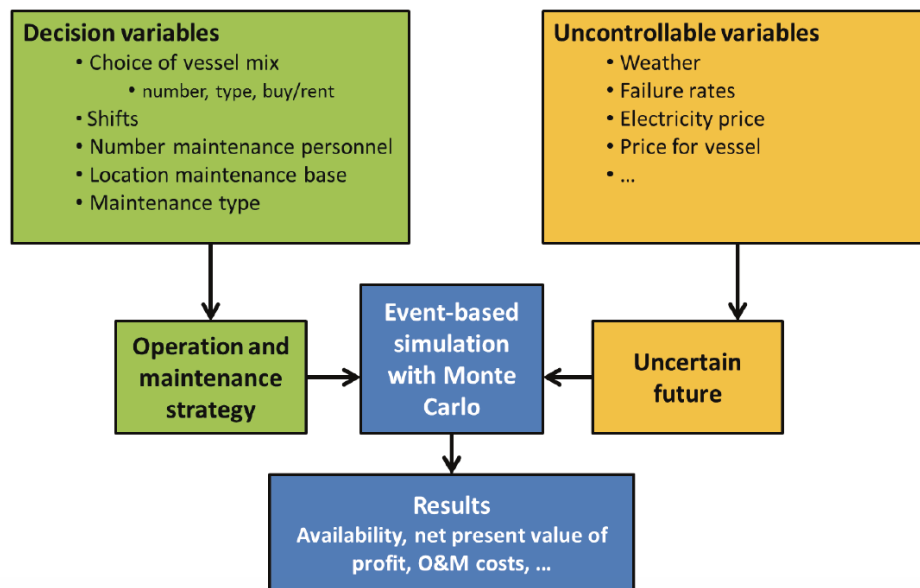 Decision variables
• Choice of vessel mix
• number, type, buy/rent
• Shifts
• Number maintenance personnel
• Location maintenance base
• Maintenance type
Uncontrollable variables
• Weather
• Failure rates
• Electricity price
• Price for vessel
• ...
Operation and
maintenance
strategy
Event-based
simulation
with Monte
Carlo
Uncertain
future
Results
Availability, net present value of
profit, O&M costs, ...